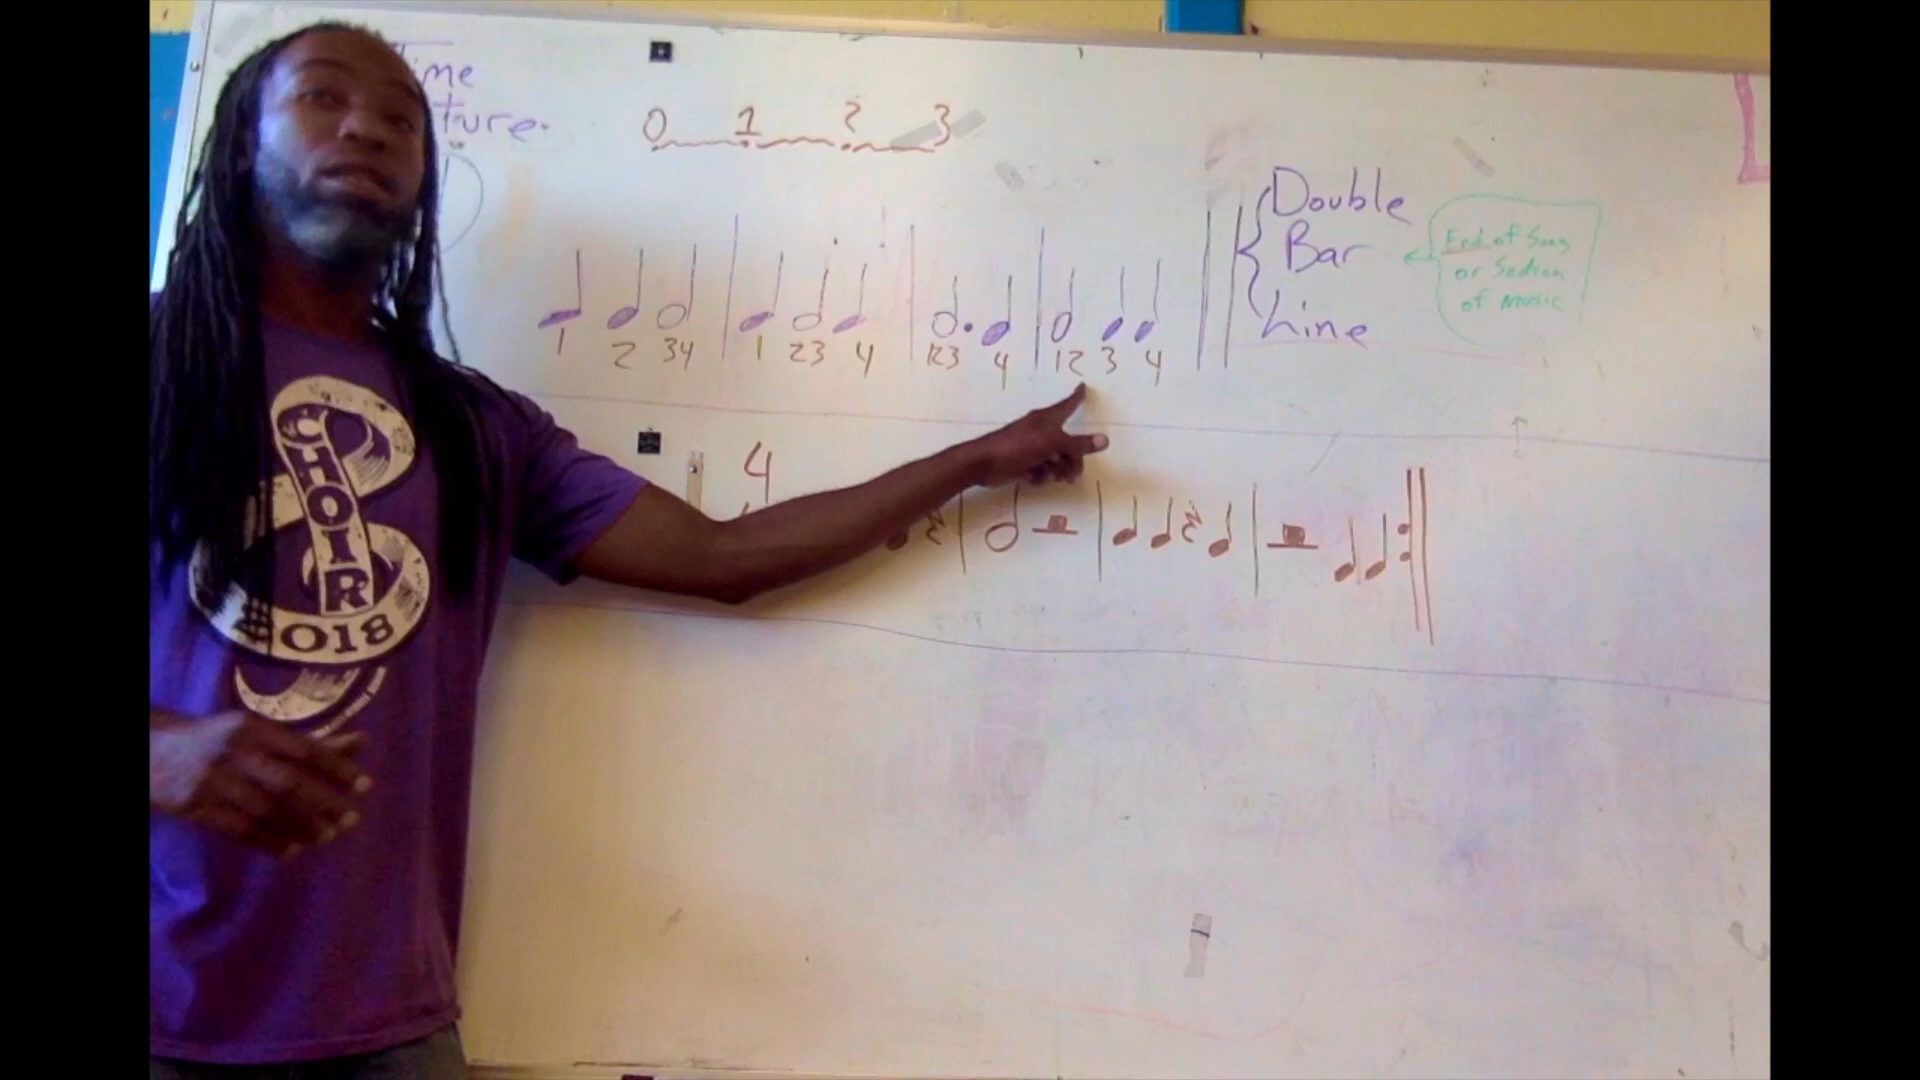 Time
ture.
0 1 2 3
Double
Bar
Line
End of Song
or Section
of Music
1 2 34 1 23 4 123 4 12 3 4
4
CHOIR
2018